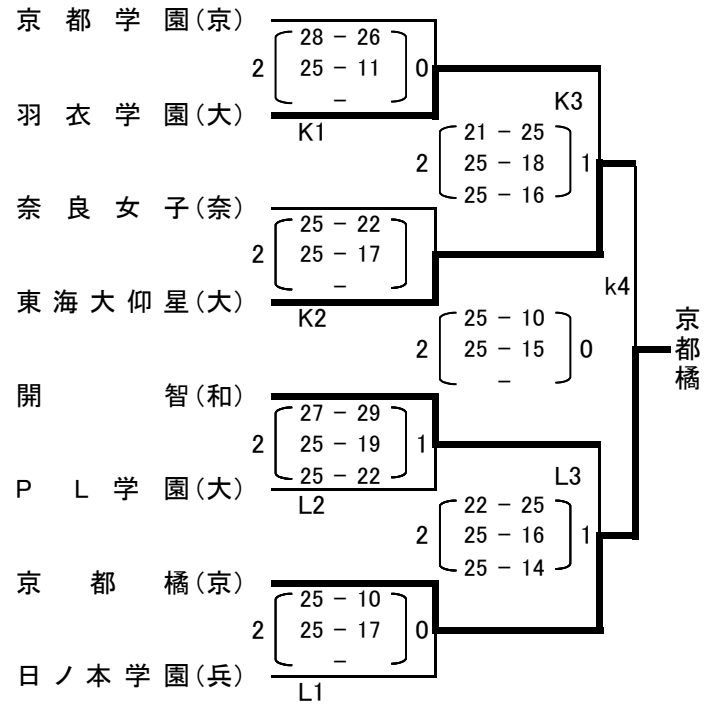 京都学園(京)
28 - 26
2 25 - 11 0
-
羽衣学園(大)
K1
K3
21 - 25
2 25 - 18 1
25 - 16
奈良女子(奈)
25 - 22
2 25 - 17
-
東海大仰星(大)
K2
k4
25 - 10
2 25 - 15 0
-
京都橘
開智(和)
27 - 29
2 25 - 19 1
25 - 22
PL学園(大)
L2
L3
22 - 25
2 25 - 16 1
25 - 14
京都橘(京)
25 - 10
2 25 - 17 0
-
日ノ本学園(兵)
L1